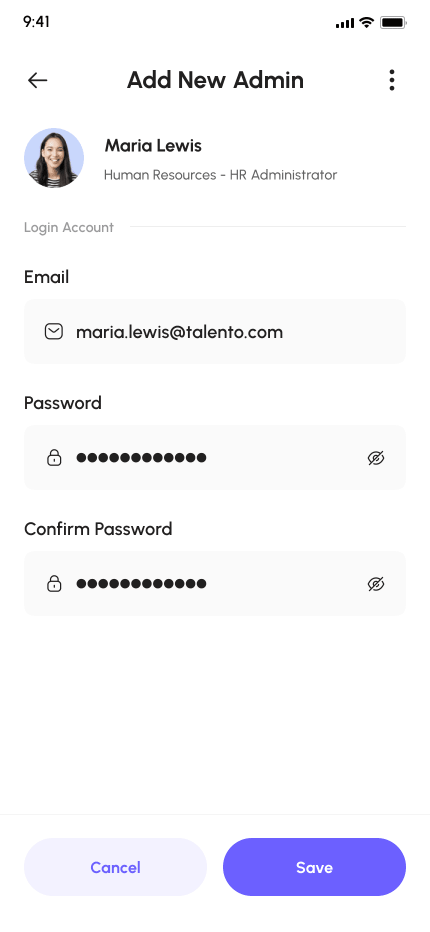 9:41
Add New Admin
Maria Lewis
Human Resources - HR Administrator
Login Account
Email
maria.lewis@talento.com
Password
●●●●●●●●●●●●
Confirm Password
●●●●●●●●●●●●
Cancel
Save